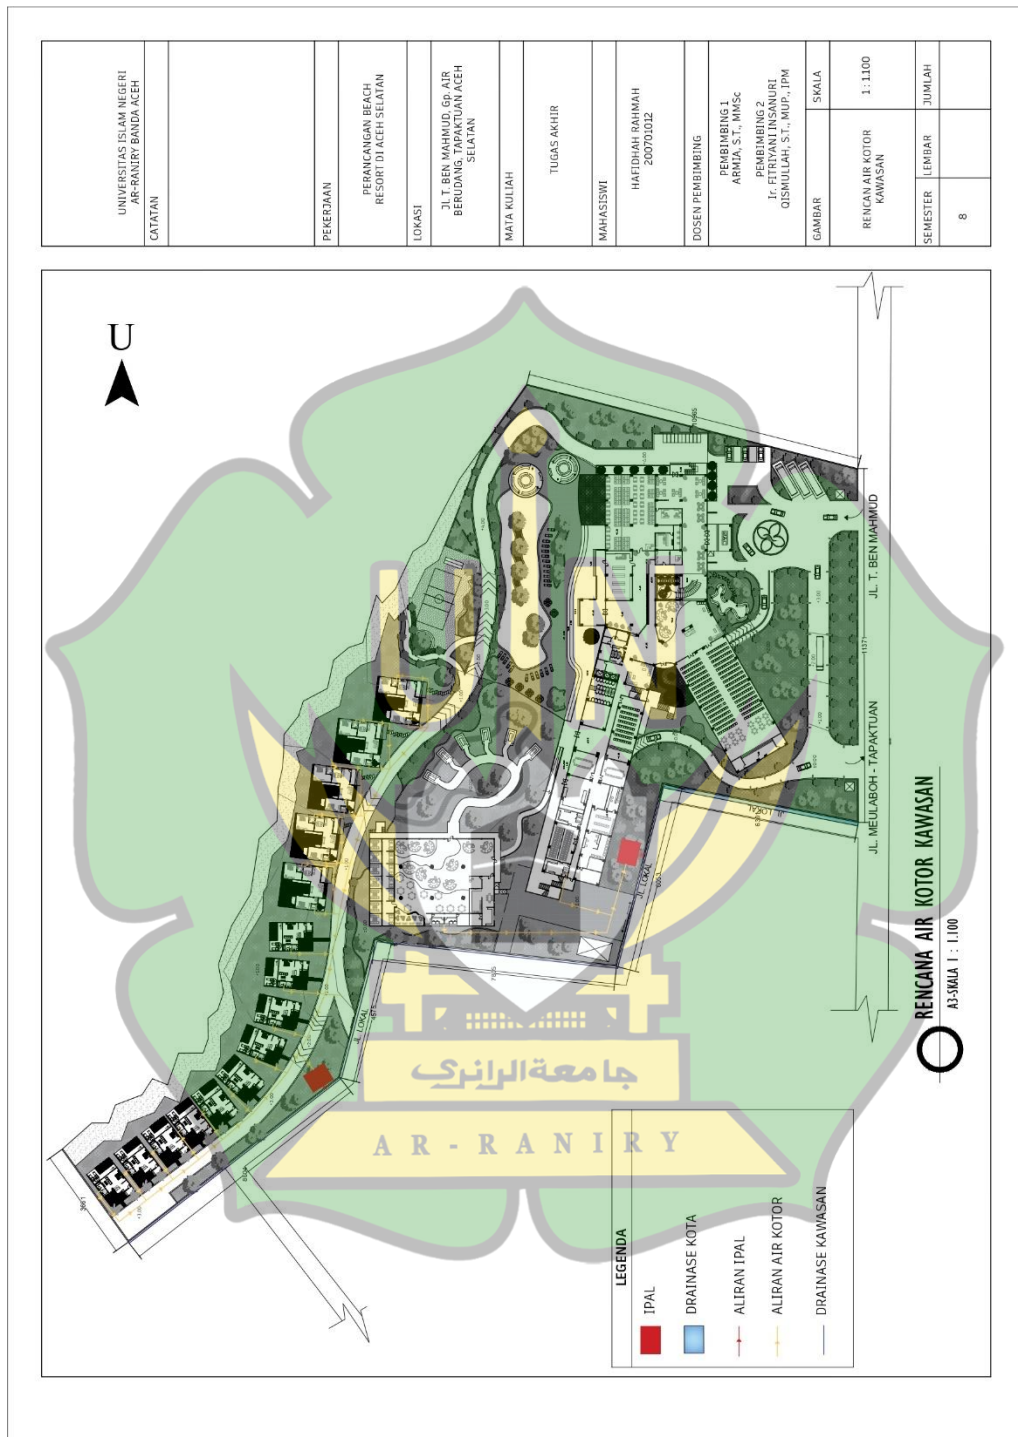 UNIVERSITAS ISLAM NEGERI
AR-RANIRY BANDA ACEH
CATATAN
PEKERJAAN
PERANCANGAN BEACH
RESORT DI ACEH SELATAN
LOKASI
Jl T. BEN MAHMUD, Gp. AIR
BERUDANG, TAPAKTUAN ACEH
SELATAN
MATA KULIAH
TUGAS AKHIR
MAHASISWI
HAFIDHAH RAHMAH
200701012
DOSEN PEMBIMBING
PEMBIMBING 1
ARMIA, S.T., MMSc
PEMBIMBING 2
Ir. FITRIYANI INSANURI
QISMULLAH, S.T., MUP., IPM
GAMBAR
SKALA
RENCAN AIR KOTOR
KAWASAN
1 : 1.100
SEMESTER
LEMBAR
JUMLAH
8
U
JL. T. BEN MAHMUD
11371
JL. MEULABOH - TAPAKTUAN
JL. LOKAL
JL. LOKAL
JL. LOKAL
RENCANA AIR KOTOR KAWASAN
A3-SKALA 1 : 1.100
جامعة الرانري
AR-RANIRY
LEGENDA
IPAL
DRAINASE KOTA
ALIRAN IPAL
ALIRAN AIR KOTOR
DRAINASE KAWASAN